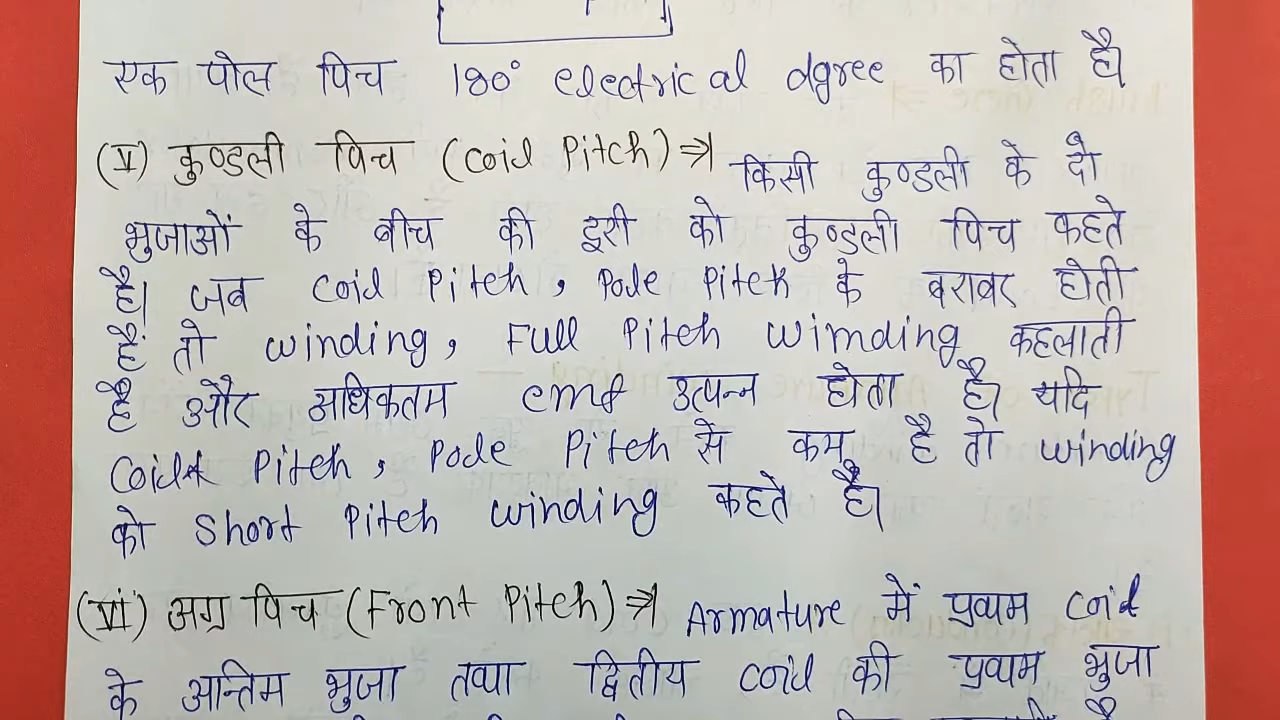 एक पोल पिच 180° electrical dgree का होता है।
(V) कुण्डली पिच (Coil Pitch) ⇒ किसी कुण्डली के दो
भुजाओं के बीच की दूरी को कुण्डली पिच कहते
है। जब Coil Pitch, Pole Pitch के बराबर होती
हैं तो winding, Full Pitch winding कहलाती
है और अधिकतम emf उत्पन्न होता है। यदि
Coil Pitch, Pole Pitch से कम है तो winding
को Short Pitch winding कहते है।
(VI) अग्र पिच (Front Pitch) ⇒ Armature में प्रथम Coil
के अन्तिम भुजा तथा द्वितीय Coil की प्रथम भुजा